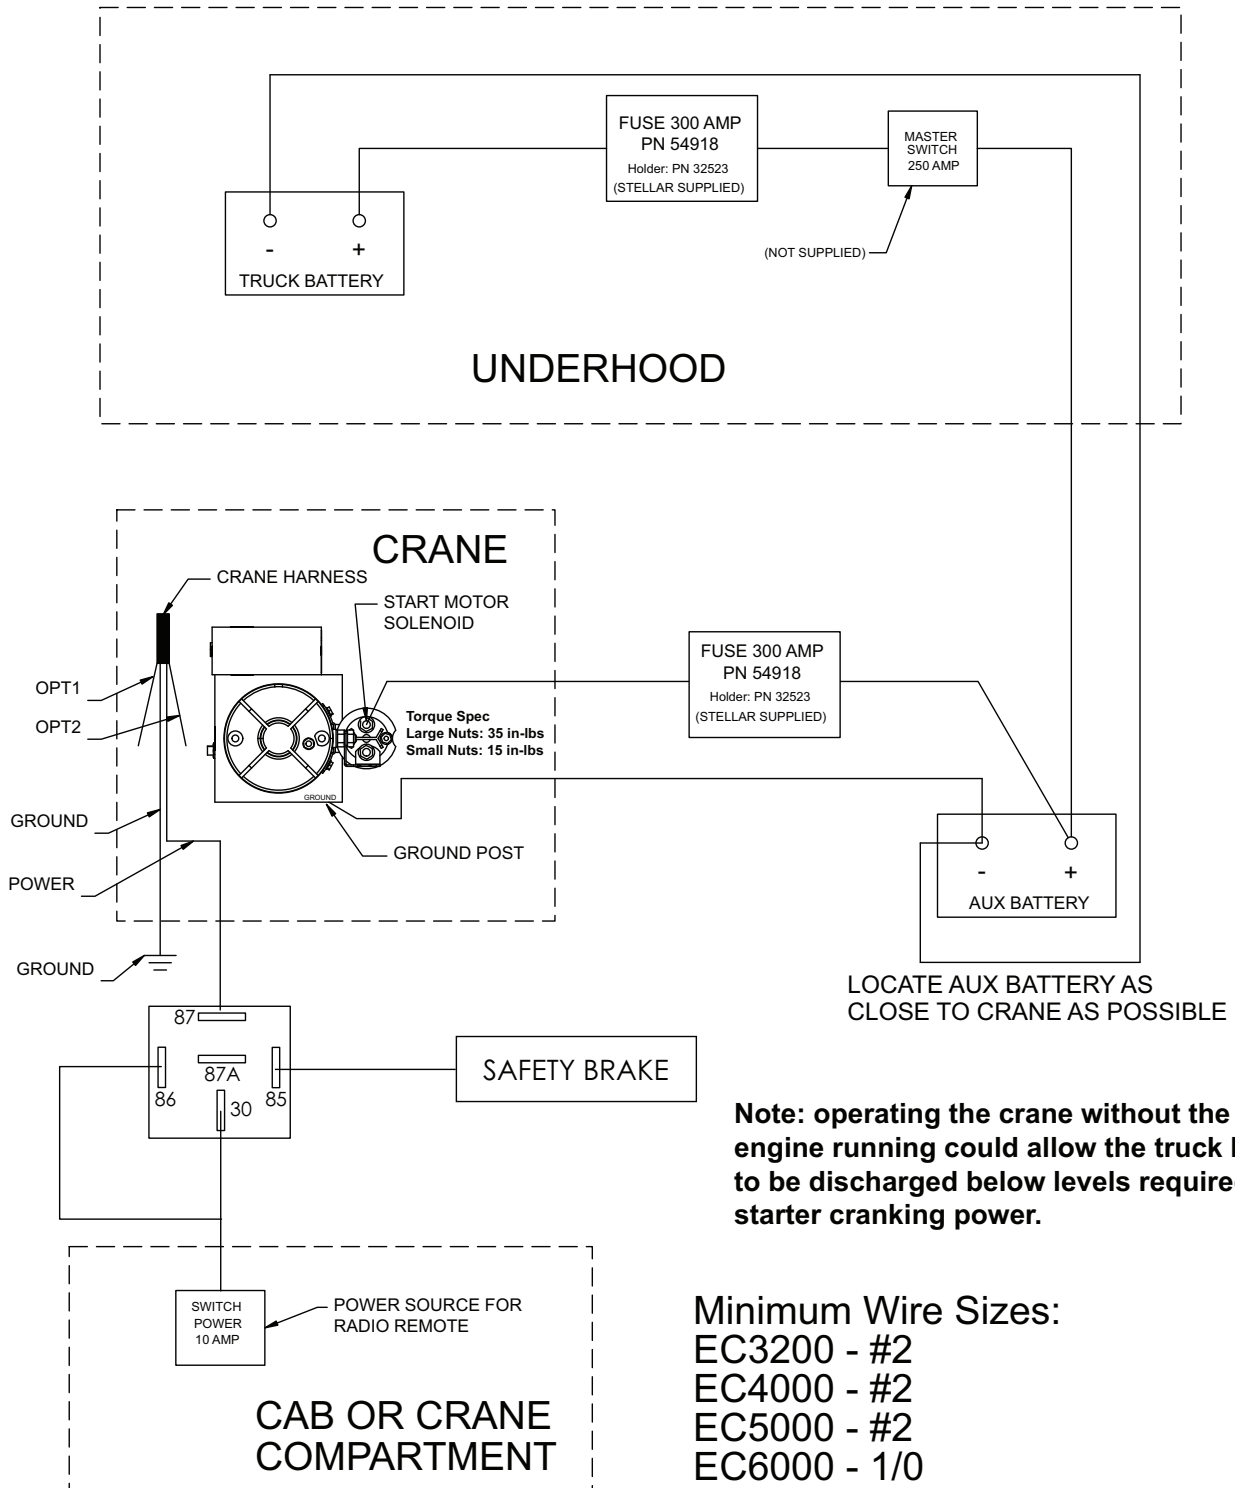 FUSE 300 AMP
PN 54918
Holder: PN 32523
(STELLAR SUPPLIED)
MASTER
SWITCH
250 AMP
(NOT SUPPLIED)
-
+
TRUCK BATTERY
UNDERHOOD
CRANE
CRANE HARNESS
START MOTOR
SOLENOID
OPT1
OPT2
Torque Spec
Large Nuts: 35 in-lbs
Small Nuts: 15 in-lbs
FUSE 300 AMP
PN 54918
Holder: PN 32523
(STELLAR SUPPLIED)
GROUND
GROUND
GROUND POST
POWER
-
+
AUX BATTERY
GROUND
LOCATE AUX BATTERY AS
CLOSE TO CRANE AS POSSIBLE
87
87A
86
85
30
SAFETY BRAKE
Note: operating the crane without the
engine running could allow the truck
to be discharged below levels
starter cranking power.
SWITCH
POWER
10 AMP
POWER SOURCE FOR
RADIO REMOTE
CAB OR CRANE
COMPARTMENT
Minimum Wire Sizes:
EC3200 - #2
EC4000 - #2
EC5000 - #2
EC6000 - 1/0